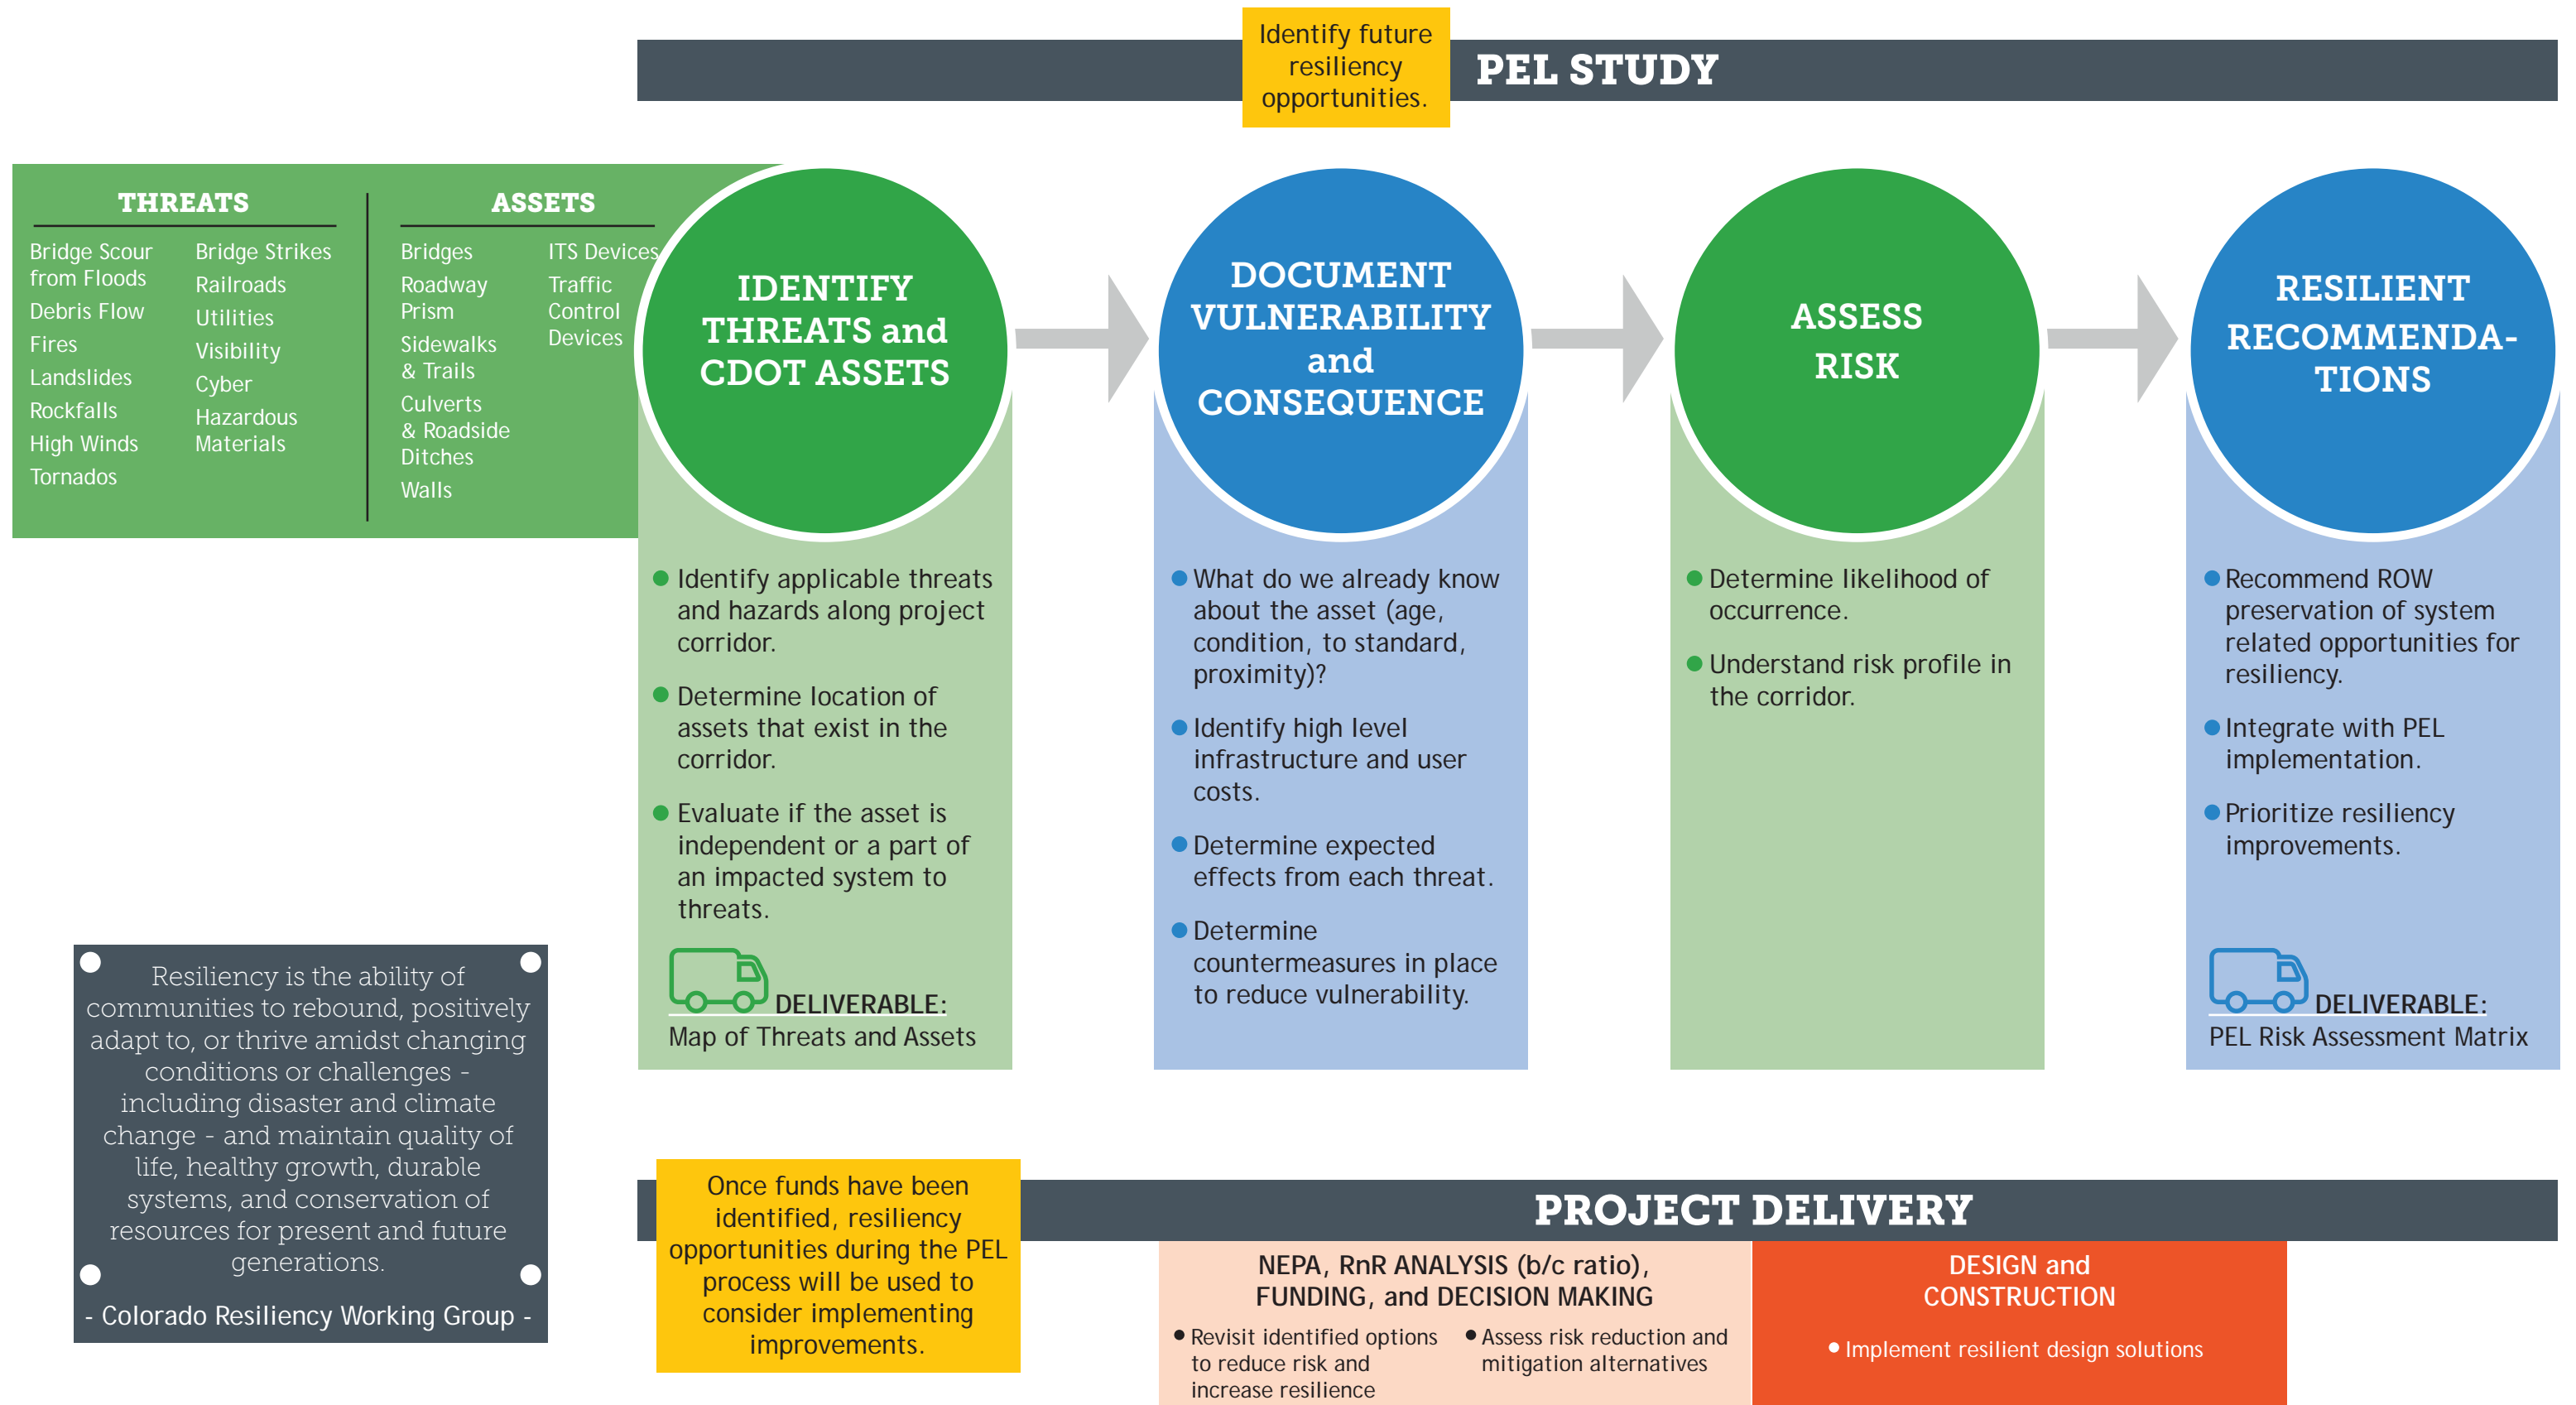 Identify future
resiliency
opportunities.
PEL STUDY
THREATS
Bridge Scour
from Floods
Debris Flow
Fires
Landslides
Rockfalls
High Winds
Tornados
Bridge Strikes
Railroads
Utilities
Visibility
Cyber
Hazardous
Materials
ASSETS
Bridges
Roadway
Prism
Sidewalks
& Trails
Culverts
& Roadside
Ditches
Walls
ITS Devices
Traffic
Control
Devices
IDENTIFY
THREATS and
CDOT ASSETS
● Identify applicable threats
and hazards along project
corridor.
● Determine location of
assets that exist in the
corridor.
● Evaluate if the asset is
independent or a part of
an impacted system to
threats.
DELIVERABLE:
Map of Threats and Assets
DOCUMENT
VULNERABILITY
and
CONSEQUENCE
● What do we already know
about the asset (age,
condition, to standard,
proximity)?
● Identify high level
infrastructure and user
costs.
● Determine expected
effects from each threat.
● Determine
countermeasures in place
to reduce vulnerability.
ASSESS
RISK
● Determine likelihood of
occurrence.
● Understand risk profile in
the corridor.
RESILIENT
RECOMMENDA-
TIONS
● Recommend ROW
preservation of system
related opportunities for
resiliency.
● Integrate with PEL
implementation.
● Prioritize resiliency
improvements.
DELIVERABLE:
PEL Risk Assessment Matrix
Resiliency is the ability of
communities to rebound, positively
adapt to, or thrive amidst changing
conditions or challenges -
including disaster and climate
change - and maintain quality of
life, healthy growth, durable
systems, and conservation of
resources for present and future
generations.
- Colorado Resiliency Working Group -
Once funds have been
identified, resiliency
opportunities during the PEL
process will be used to
consider implementing
improvements.
PROJECT DELIVERY
NEPA, RnR ANALYSIS (b/c ratio),
FUNDING, and DECISION MAKING
● Revisit identified options
to reduce risk and
increase resilience
● Assess risk reduction and
mitigation alternatives
DESIGN and
CONSTRUCTION
● Implement resilient design solutions